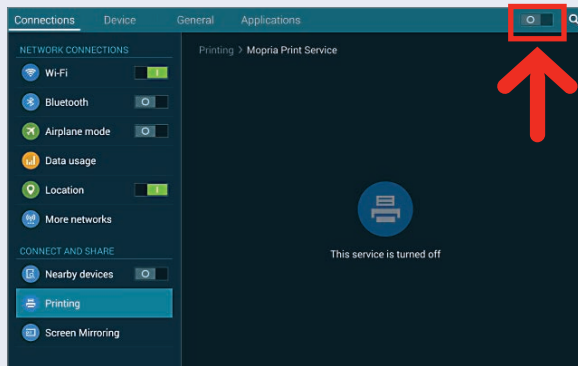 Connections Device General Applications
NETWORK CONNECTIONS
Printing > Mopria Print Service
Wi-Fi
Bluetooth
Airplane mode
Data usage
Location
More networks
CONNECT AND SHARE
This service is turned off
Nearby devices
Printing
Screen Mirroring